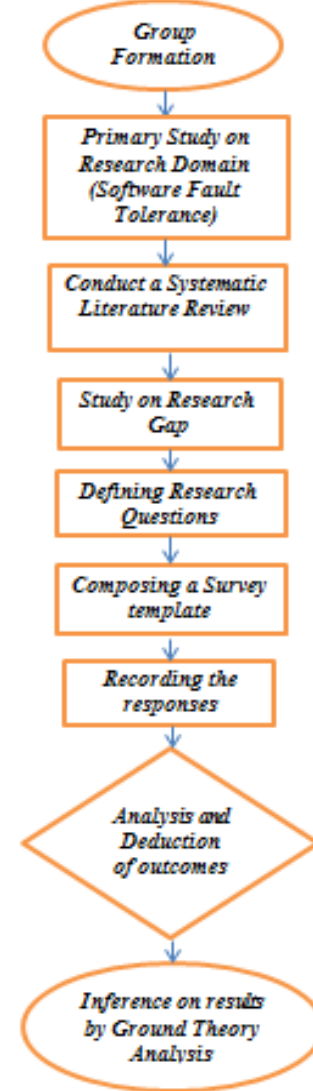 Group
Formation
Primary Study on
Research Domain
(Software Fault
Tolerance)
Conduct a Systematic
Literature Review
Study on Research
Gap
Defining Research
Questions
Composing a Survey
template
Recording the
responses
Analysis and
Deduction
of outcomes
Inference on results
by Ground Theory
Analysis